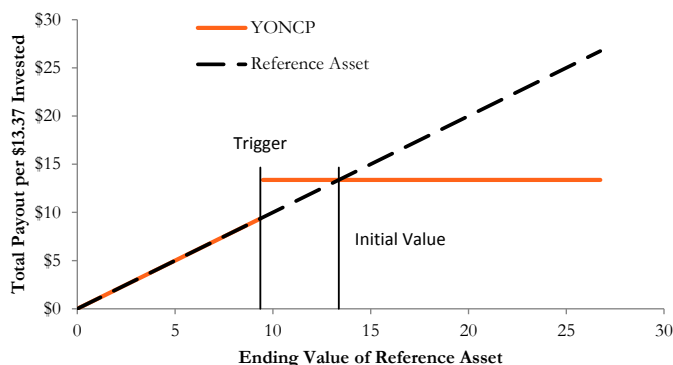 $30
YONCP
Reference Asset
$25
$20
Trigger
$15
$10
Initial Value
$5
$0
0 5 10 15 20 25 30
Total Payout per $13.37 Invested
Ending Value of Reference Asset